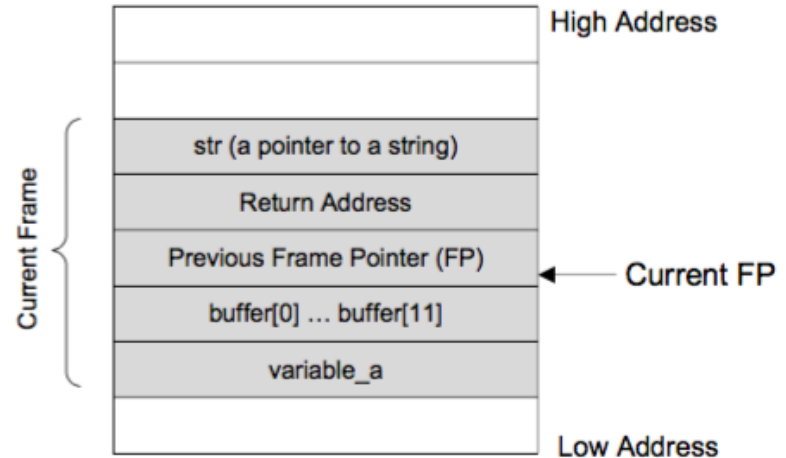 High Address
str (a pointer to a string)
Return Address
Previous Frame Pointer (FP)
Current FP
buffer[0] ... buffer[11]
variable_a
Current Frame
Low Address